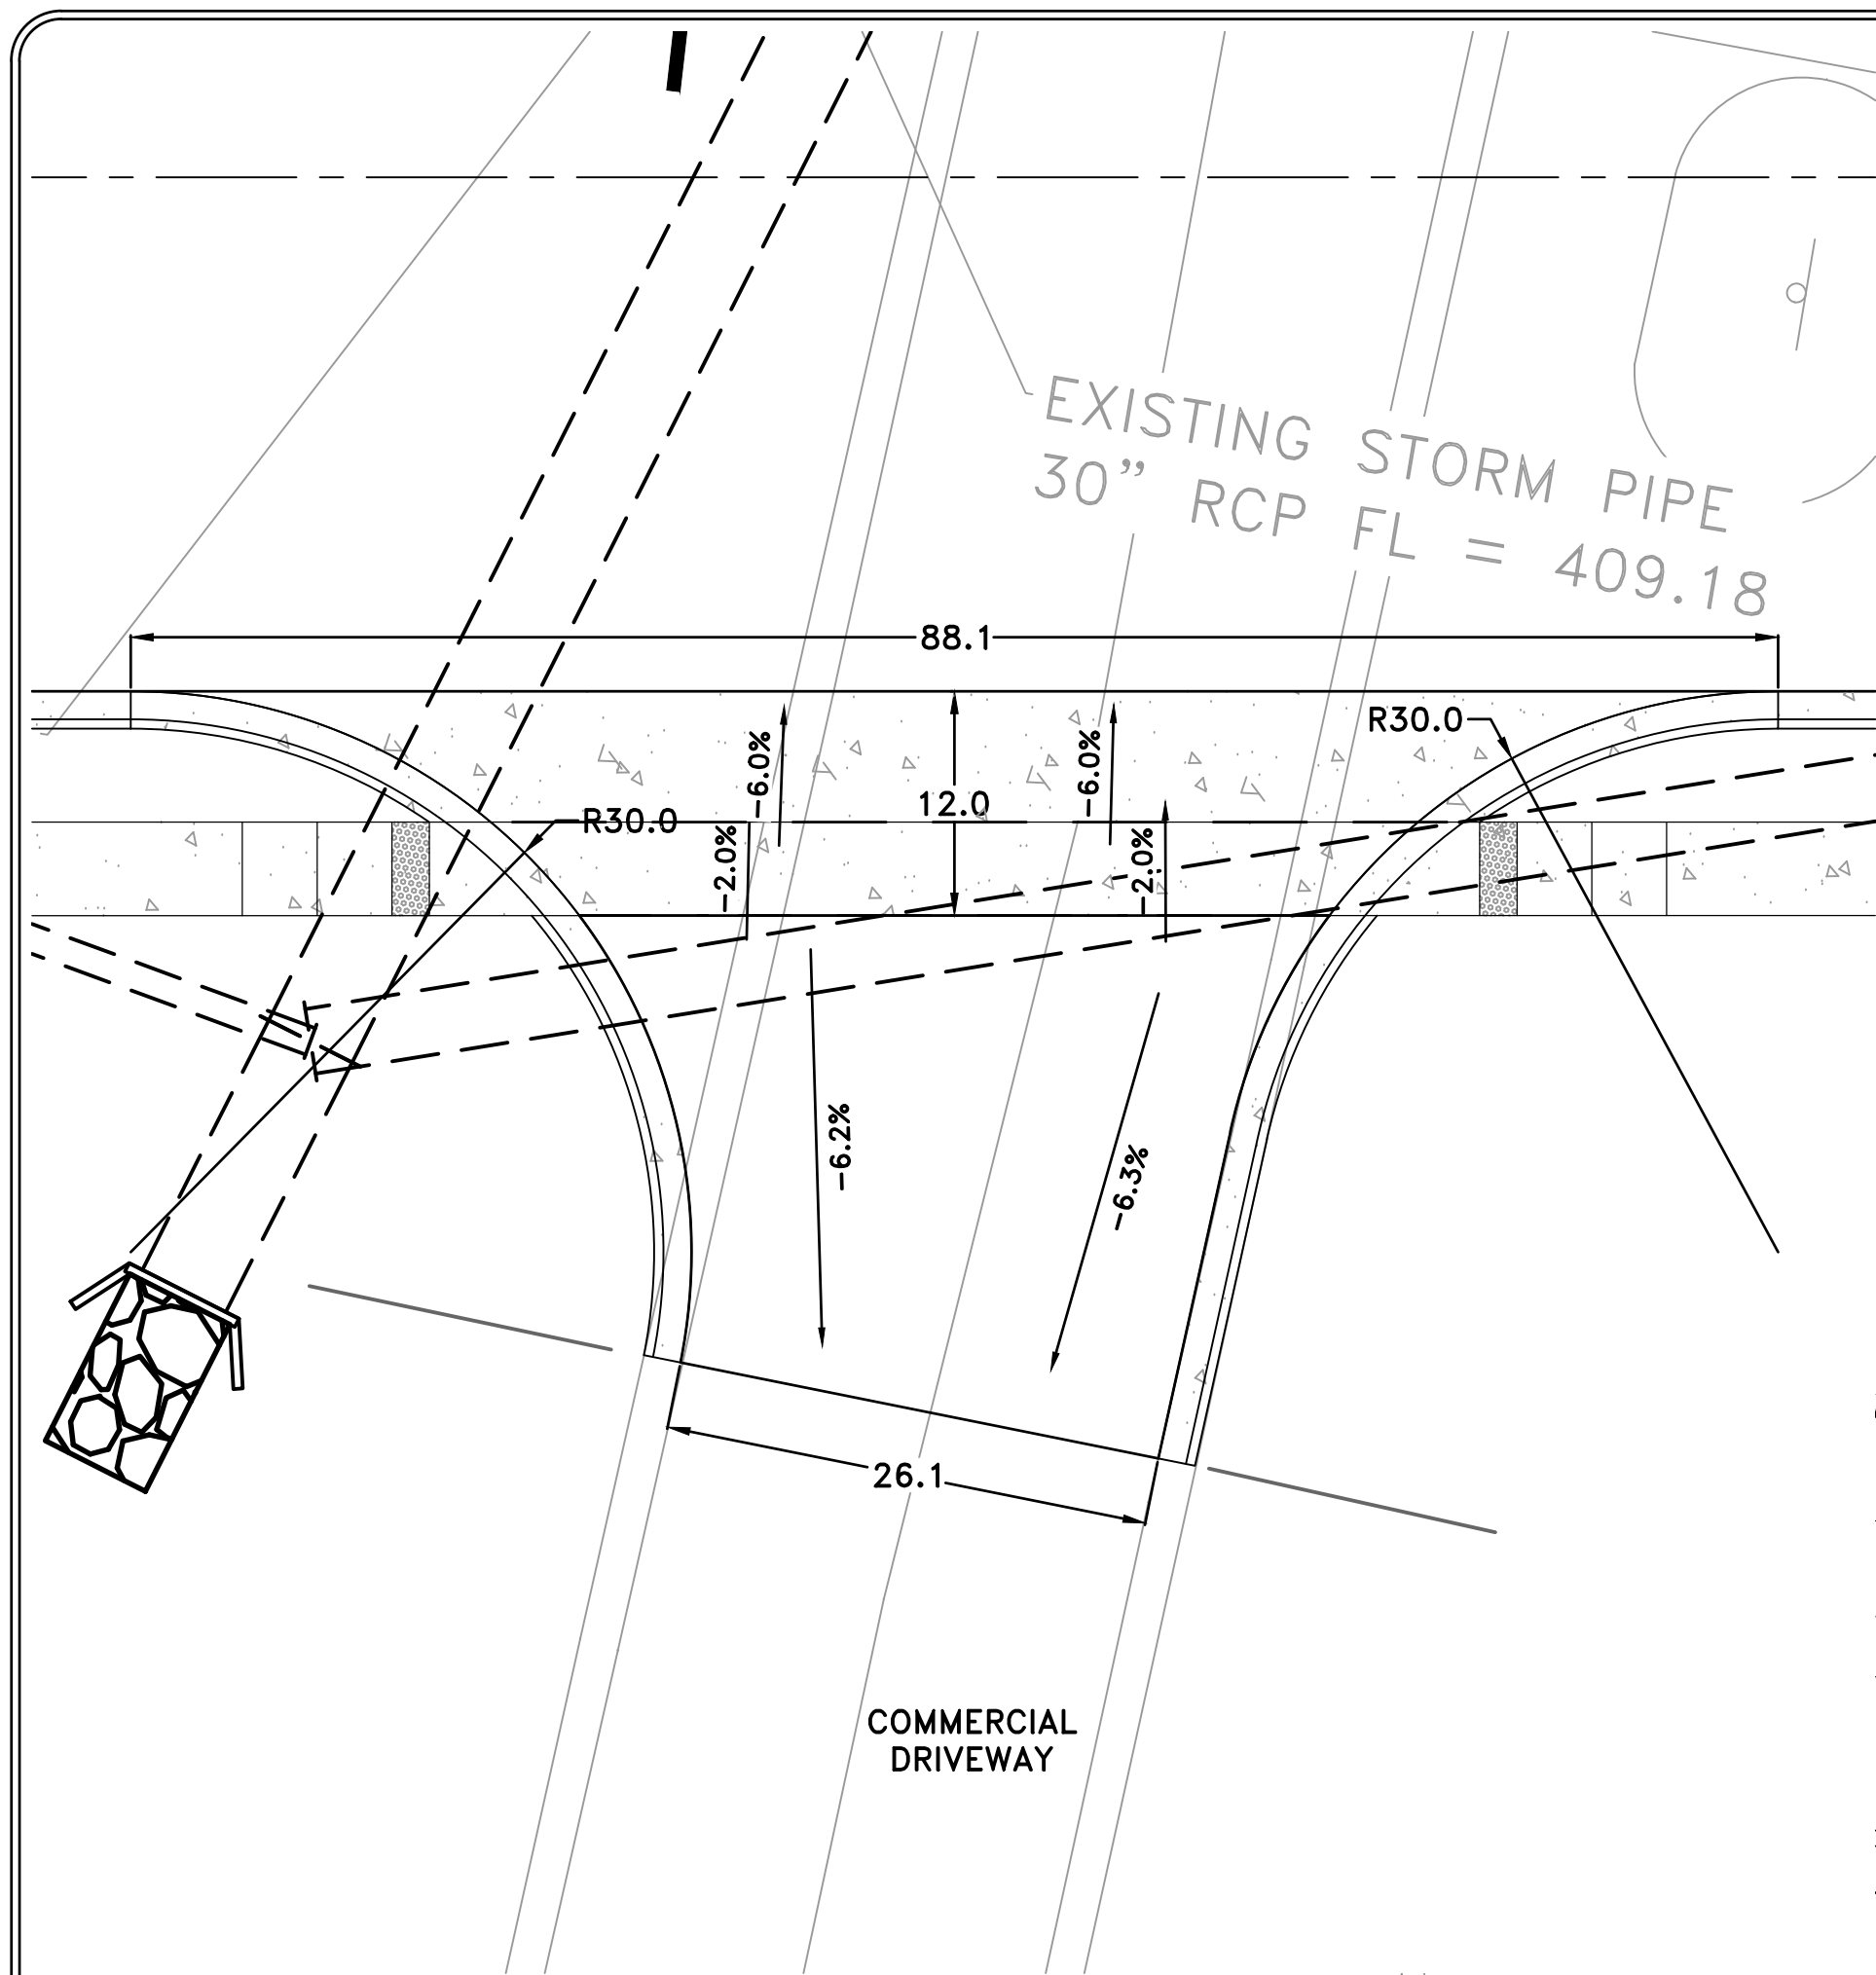 EXISTING STORM PIPE
30” RCP FL = 409.18
88.1
R30.0
-6.0%
-6.0%
12.0
R30.0
-2.0%
-2.0%
-6.2%
-6.3%
26.1
COMMERCIAL
DRIVEWAY